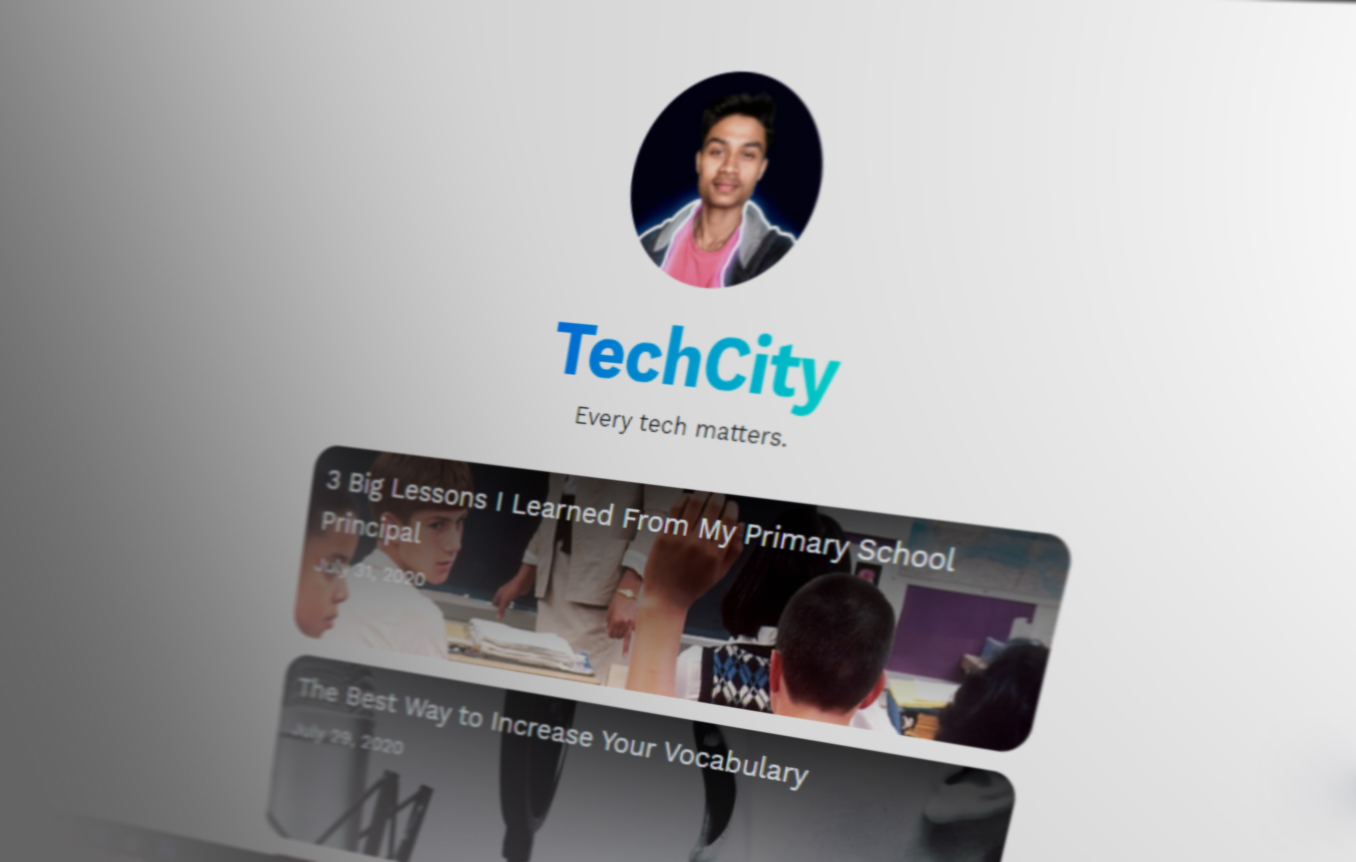 TechCity
Every tech matters.
3 Big Lessons I Learned From My Primary School
Principal
July 31, 2020
The Best Way to Increase Your Vocabulary
July 29, 2020